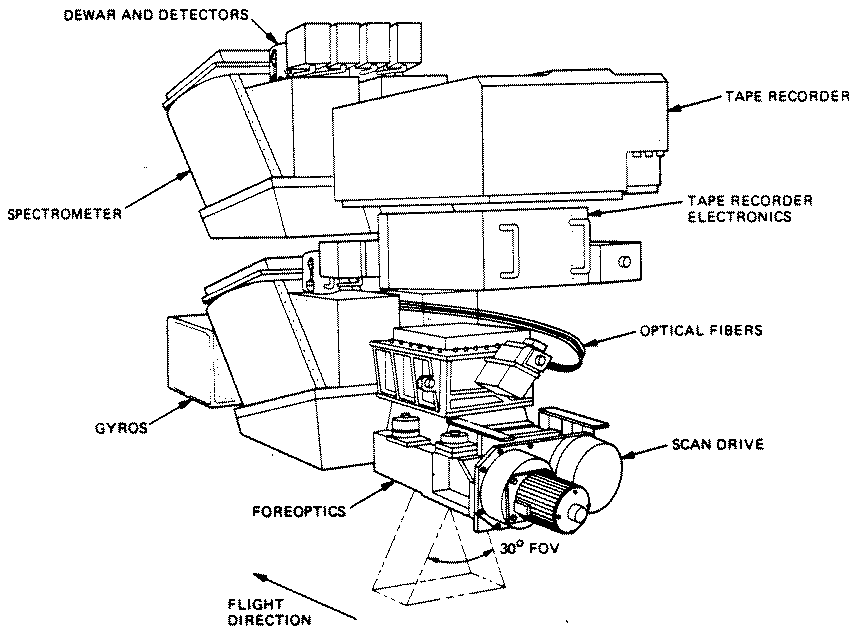 DEWAR AND DETECTORS
TAPE RECORDER
SPECTROMETER
TAPE RECORDER
ELECTRONICS
OPTICAL FIBERS
GYROS
SCAN DRIVE
FOREOPTICS
30° FOV
FLIGHT
DIRECTION